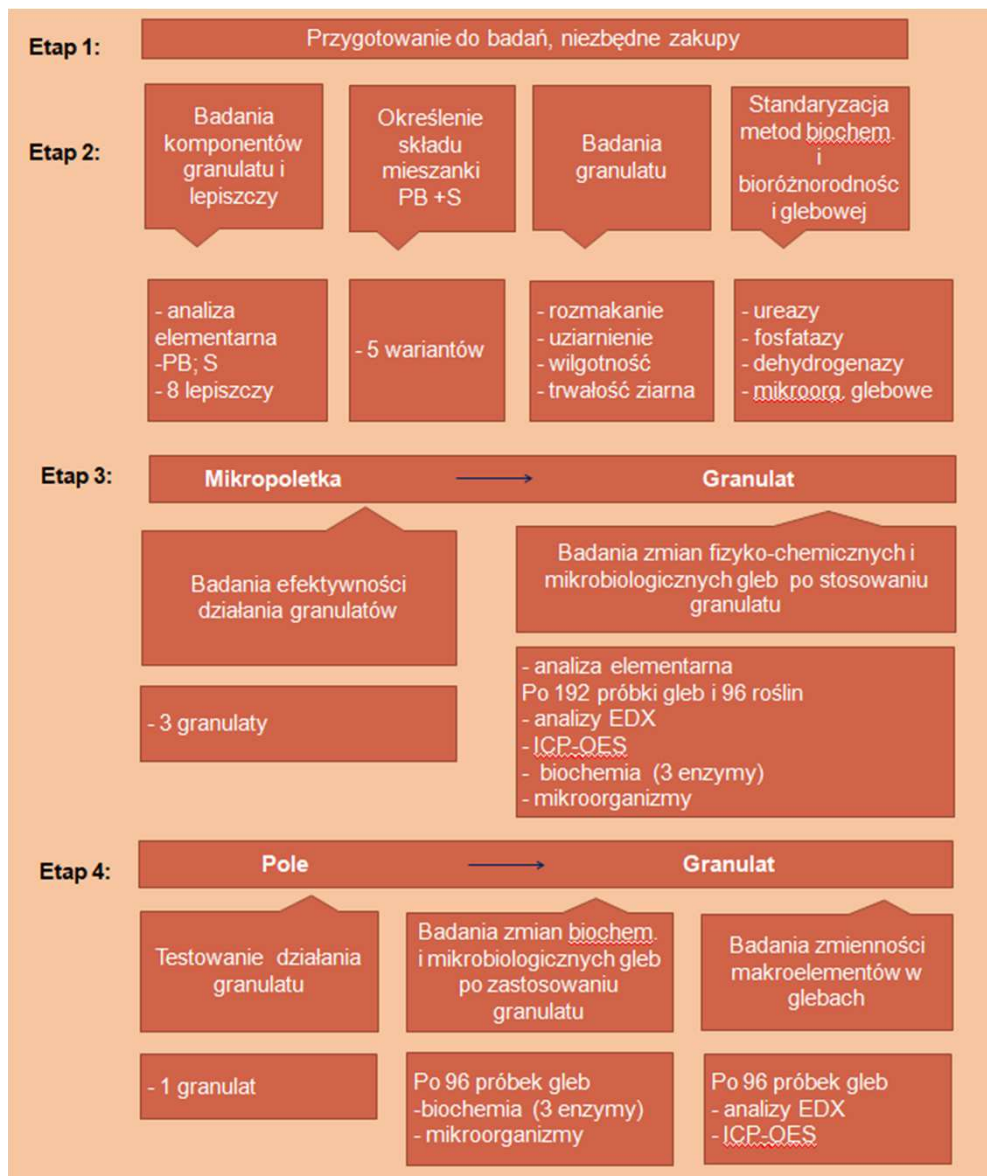 Etap 1:
Przygotowanie do badań, niezbędne zakupy
Etap 2:
Badania
komponentów
granulatu i
lepiszczy
Określenie
składu
mieszanki
PB +S
Badania
granulatu
Standaryzacja
metod biochem.
i
bioróżnorodnośc
i glebowej
- analiza
elementarna
-PB; S
- 8 lepiszczy
- 5 wariantów
- rozmakanie
- uziarnienie
- wilgotność
- trwałość ziarna
- ureazy
- fosfatazy
- dehydrogenazy
- mikroorg. glebowe
Etap 3:
Mikropoletka → Granulat
Badania efektywności
działania granulatów
Badania zmian fizyko-chemicznych i
mikrobiologicznych gleb po stosowaniu
granulatu
- 3 granulaty
- analiza elementarna
Po 192 próbki gleb i 96 roślin
- analizy EDX
- ICP-OES
- biochemia (3 enzymy)
- mikroorganizmy
Etap 4:
Pole → Granulat
Testowanie działania
granulatu
Badania zmian biochem.
i mikrobiologicznych gleb
po zastosowaniu
granulatu
Badania zmienności
makroelementów w
glebach
- 1 granulat
Po 96 próbek gleb
-biochemia (3 enzymy)
- mikroorganizmy
Po 96 próbek gleb
- analizy EDX
- ICP-OES